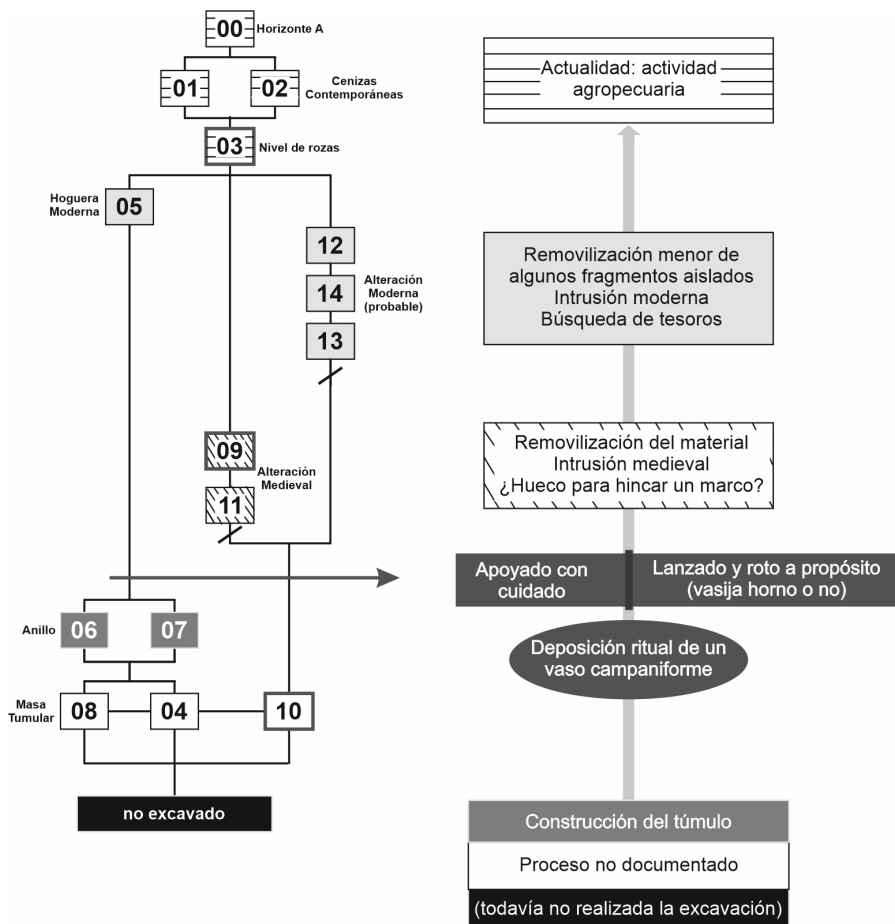 00
Horizonte A
01
02
Cenizas
Contemporáneas
03
Nivel de rozas
Hoguera
Moderna
05
12
14
13
Alteración
Moderna
(probable)
09
11
Alteración
Medieval
Anillo
06
07
Masa
Tumular
08
04
10
no excavado
Actualidad: actividad
agropecuaria
Removilización menor de
algunos fragmentos aislados
Intrusión moderna
Búsqueda de tesoros
Removilización del material
Intrusión medieval
¿Hueco para hincar un marco?
Apoyado con
cuidado
Lanzado y roto a propósito
(vasija horno o no)
Deposición ritual de un
vaso campaniforme
Construcción del túmulo
Proceso no documentado
(todavía no realizada la excavación)